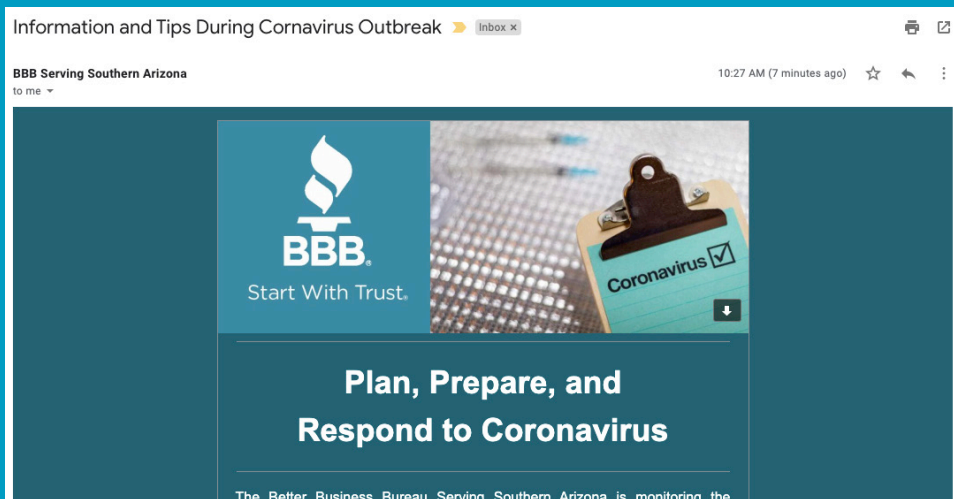 Information and Tips During Cornavirus Outbreak
Inbox ×
BBB Serving Southern Arizona
10:27 AM (7 minutes ago)
to me
BBB®
Start With Trust®
Coronavirus
Plan, Prepare, and
Respond to Coronavirus
The Better Business Bureau Serving Southern Arizona is monitoring the